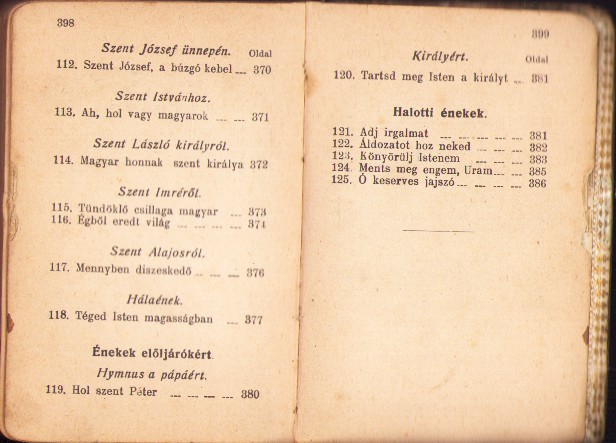 398
Szent József ünnepén. Oldal
112. Szent József, a búzgó kebel 370
Szent Istvánhoz.
113. Ah, hol vagy magyarok 371
Szent László királyról.
114. Magyar honnak szent királya 372
Szent Imréről.
115. Tündöklő csillaga magyar 373
116. Égből eredt világ 374
Szent Alajosról.
117. Mennyben diszeskedő 376
Hálaének.
118. Téged Isten magasságban 377
Énekek előljárókért.
Hymnus a pápáért.
119. Hol szent Péter 380
399
Királyért. Oldal
120. Tartsd meg Isten a királyt 381
Halotti énekek.
121. Adj irgalmat 381
122. Áldozatot hoz neked 382
123. Könyörülj Istenem 383
124. Ments meg engem, Uram 385
125. Ó keserves jajszó 386